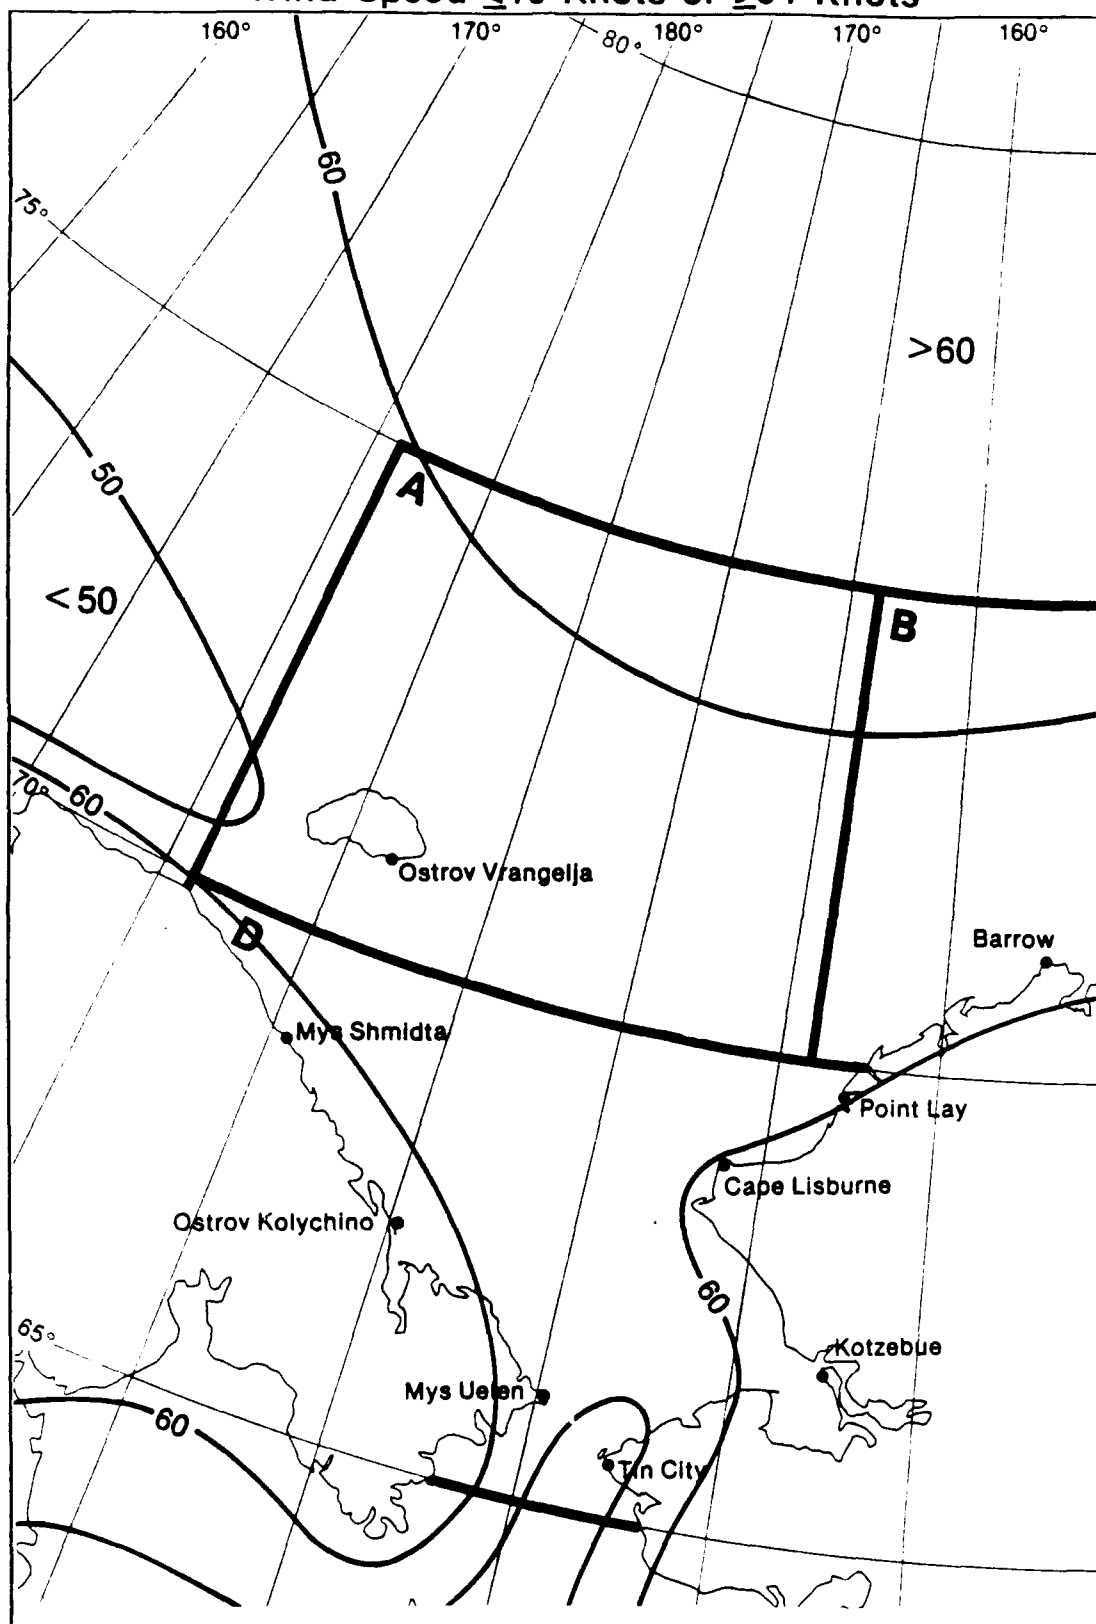 160° 170° 180° 170° 160°
80°
60
75°
>60
50
A
<50
B
70°
60
Ostrov Vrangelja
D
Barrow
Mys Shmidta
Point Lay
Cape Lisburne
Ostrov Kolychino
60
65°
Kotzebue
Mys Uelen
60
Tin City